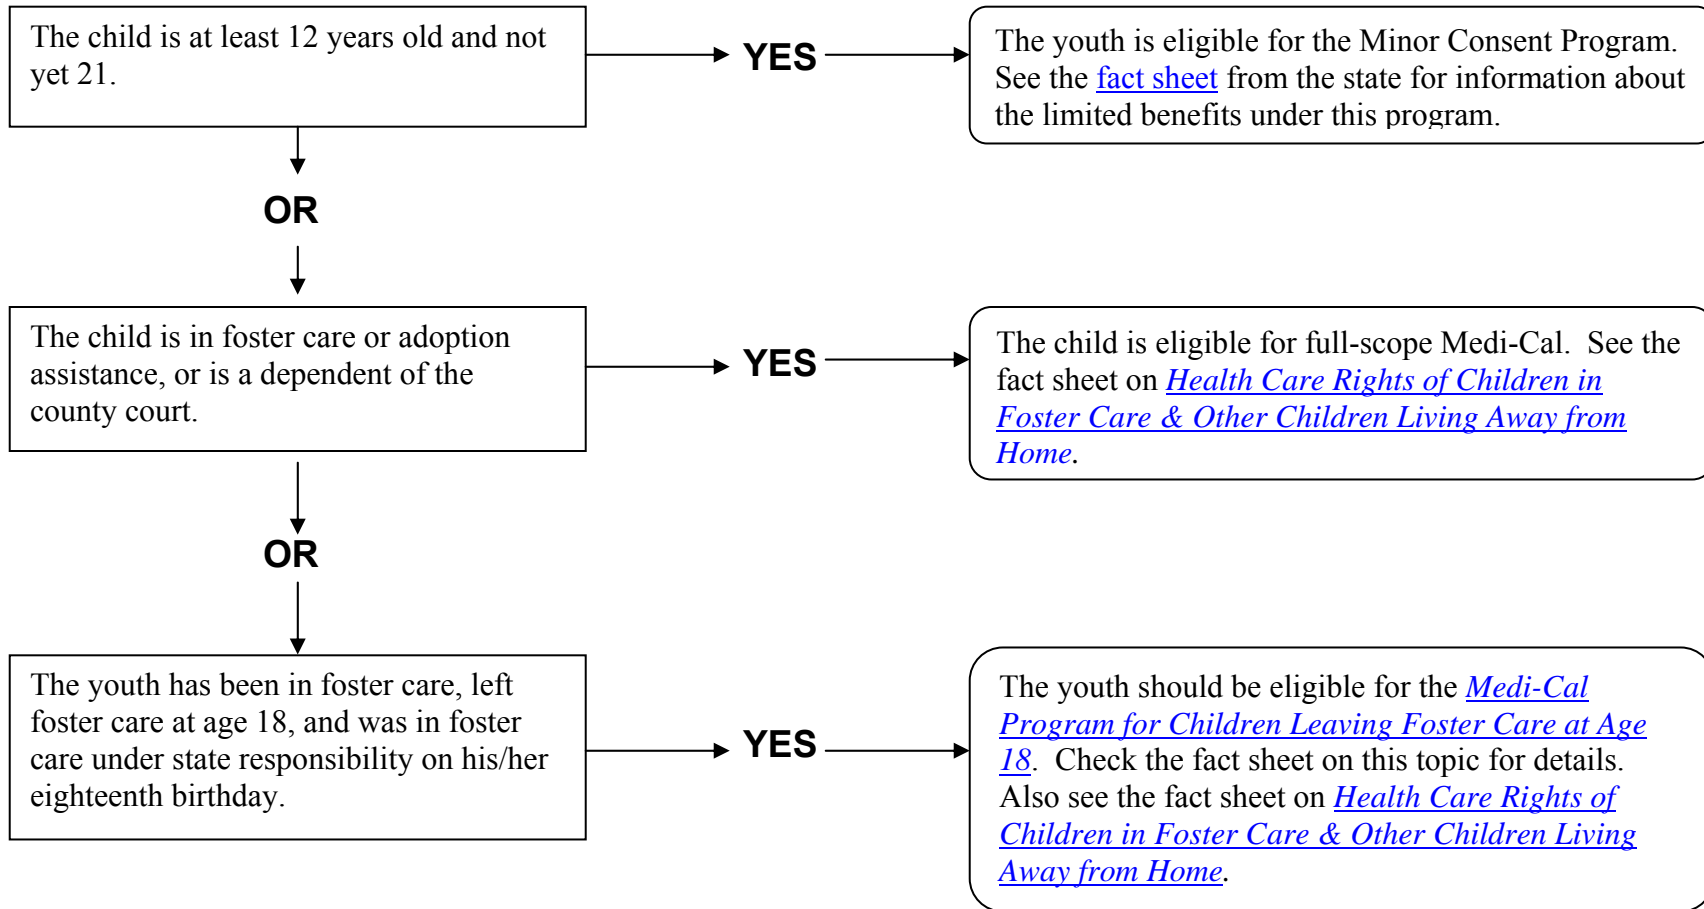 The child is at least 12 years old and not
yet 21.
YES
The youth is eligible for the Minor Consent Program.
See the fact sheet from the state for information about
the limited benefits under this program.
OR
The child is in foster care or adoption
assistance, or is a dependent of the
county court.
YES
The child is eligible for full-scope Medi-Cal.  See the
fact sheet on Health Care Rights of Children in
Foster Care & Other Children Living Away from
Home.
OR
The youth has been in foster care, left
foster care at age 18, and was in foster
care under state responsibility on his/her
eighteenth birthday.
YES
The youth should be eligible for the Medi-Cal
Program for Children Leaving Foster Care at Age
18.  Check the fact sheet on this topic for details.
Also see the fact sheet on Health Care Rights of
Children in Foster Care & Other Children Living
Away from Home.